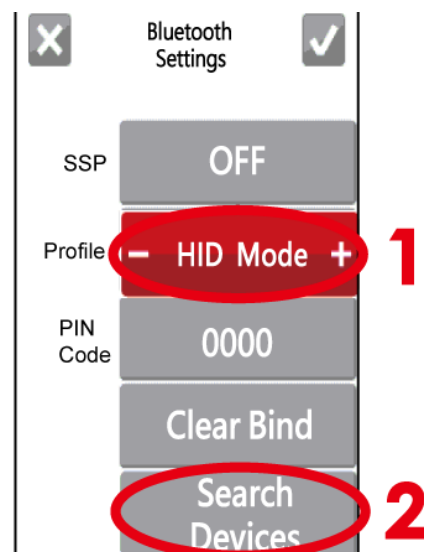 Bluetooth
Settings
SSP
OFF
Profile
– HID Mode +
1
PIN
Code
0000
Clear Bind
Search
Devices
2